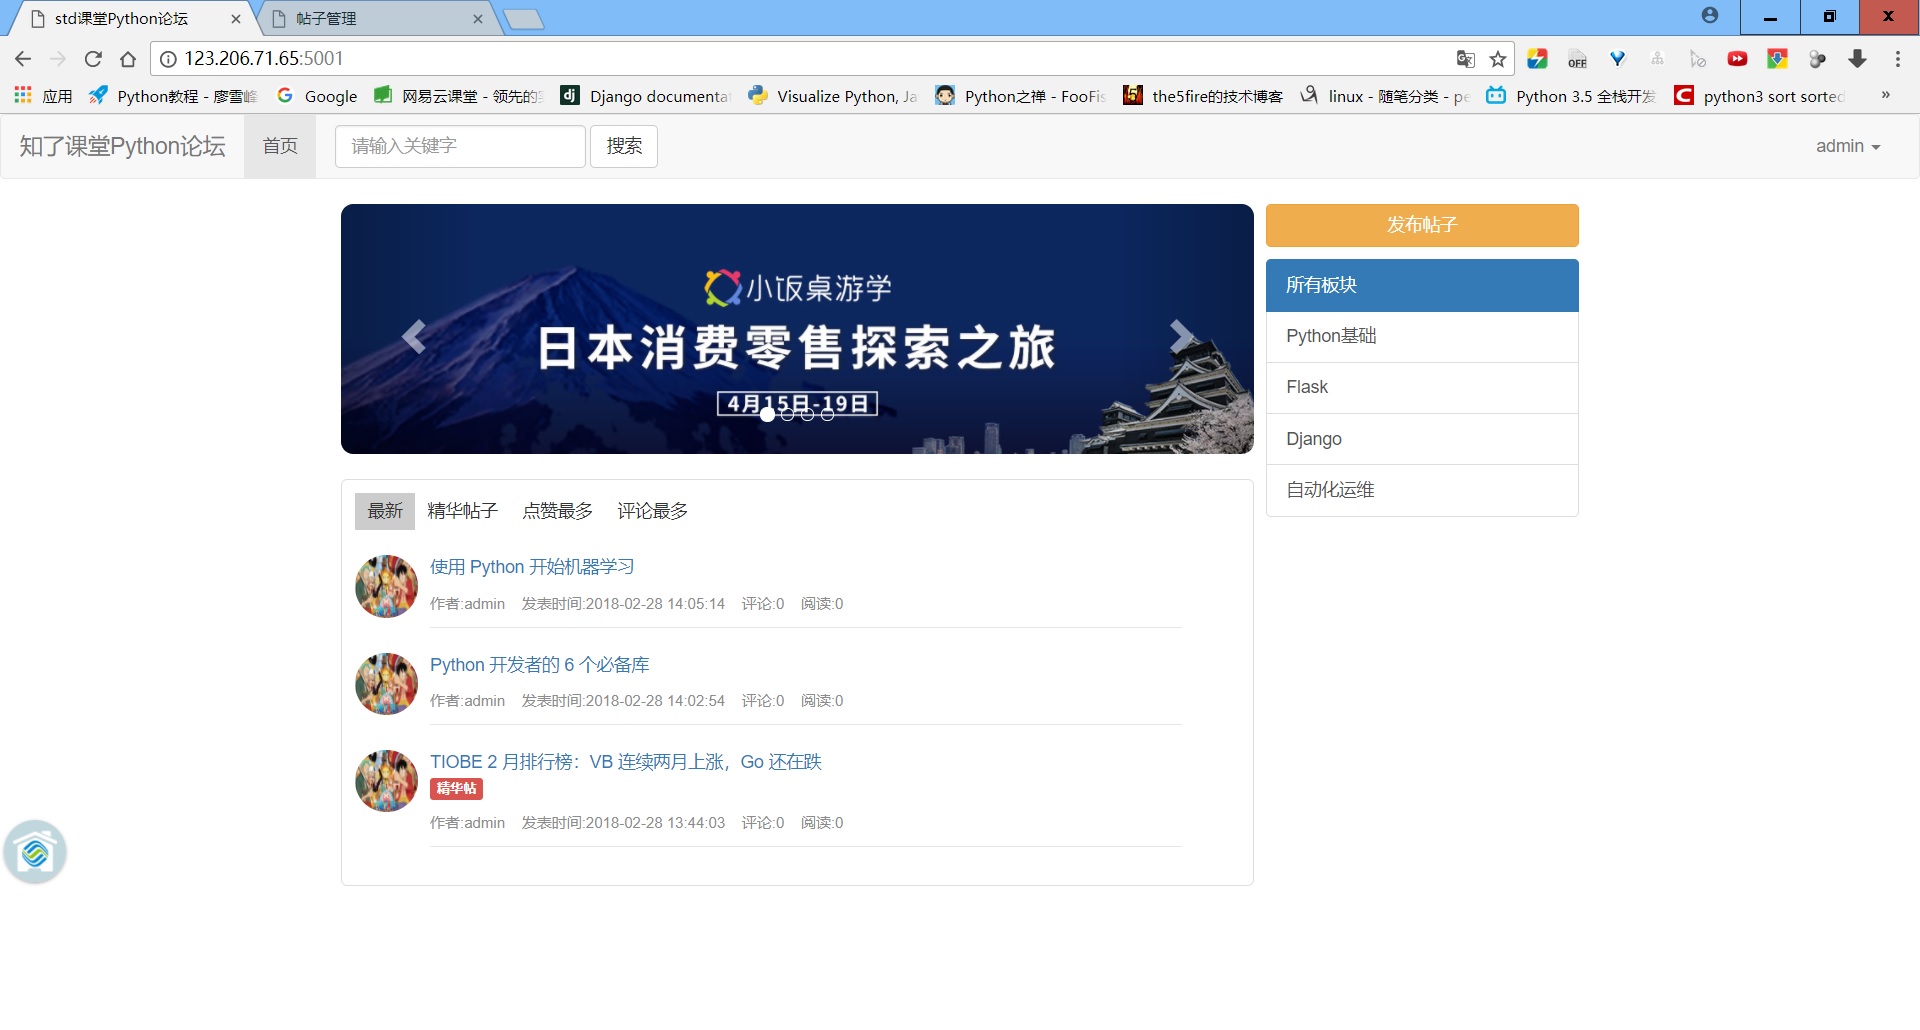 std课堂Python论坛
帖子管理
123.206.71.65:5001
应用
Python教程 - 廖雪峰
Google
网易云课堂 - 领先的
Django documenta
Visualize Python, Ja
Python之禅 - FooFis
the5fire的技术博客
linux - 随笔分类 - pe
Python 3.5 全栈开发
python3 sort sorted
知了课堂Python论坛
首页
请输入关键字
搜索
admin
小饭桌游学
日本消费零售探索之旅
4月15日-19日
发布帖子
所有板块
Python基础
Flask
Django
自动化运维
最新 精华帖子 点赞最多 评论最多
使用 Python 开始机器学习
作者:admin 发表时间:2018-02-28 14:05:14 评论:0 阅读:0
Python 开发者的 6 个必备库
作者:admin 发表时间:2018-02-28 14:02:54 评论:0 阅读:0
TIOBE 2 月排行榜：VB 连续两月上涨，Go 还在跌
精华帖
作者:admin 发表时间:2018-02-28 13:44:03 评论:0 阅读:0